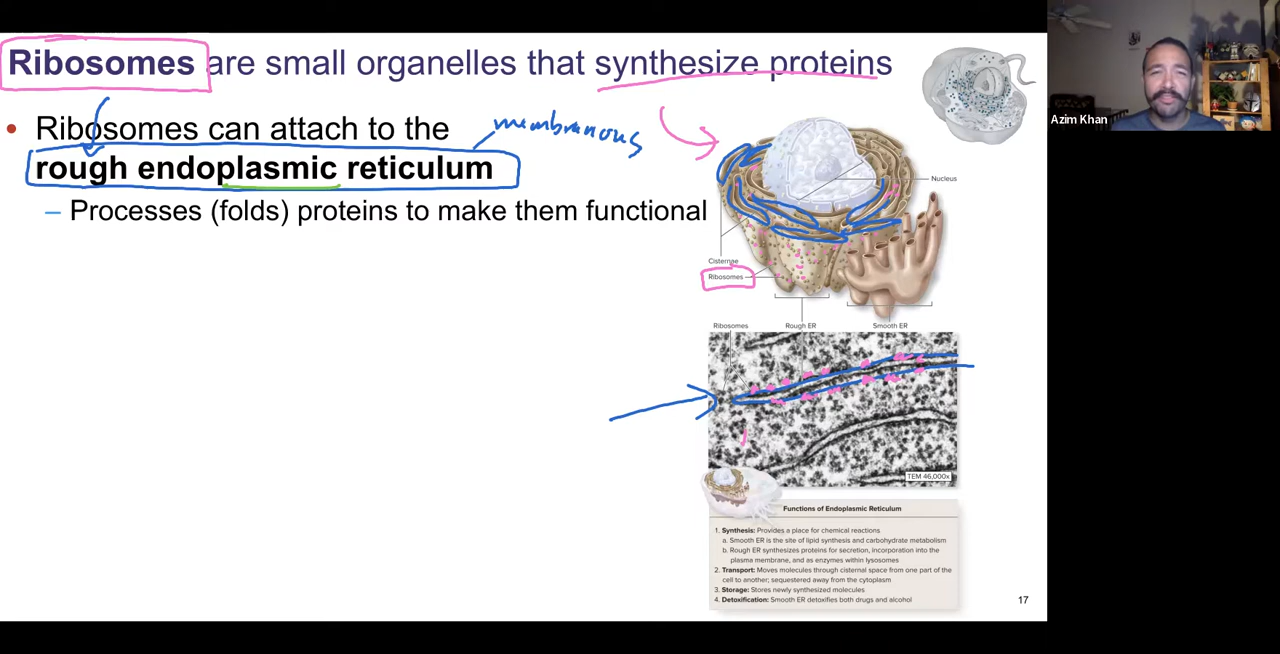 Ribosomes are small organelles that synthesize proteins
• Ribosomes can attach to the
rough endoplasmic reticulum
membranous
– Processes (folds) proteins to make them functional
Azim Khan
Nucleus
Cisternae
Ribosomes
Ribosomes
Rough ER
Smooth ER
TEM 46,000x
Functions of Endoplasmic Reticulum
1. Synthesis: Provides a place for chemical reactions
a. Smooth ER is the site of lipid synthesis and carbohydrate metabolism
b. Rough ER synthesizes proteins for secretion, incorporation into the
plasma membrane, and as enzymes within lysosomes
2. Transport: Moves molecules through cisternal space from one part of the
cell to another; sequestered away from the cytoplasm
3. Storage: Stores newly synthesized molecules
4. Detoxification: Smooth ER detoxifies both drugs and alcohol
17